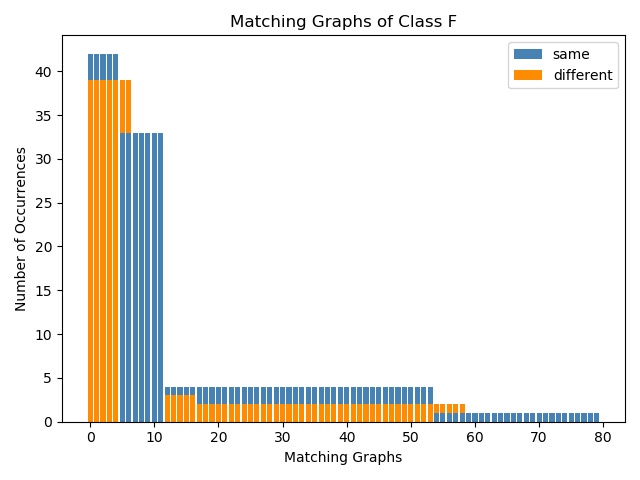 Matching Graphs of Class F
same
different
Number of Occurrences
40
35
30
25
20
15
10
5
0
0 10 20 30 40 50 60 70 80
Matching Graphs